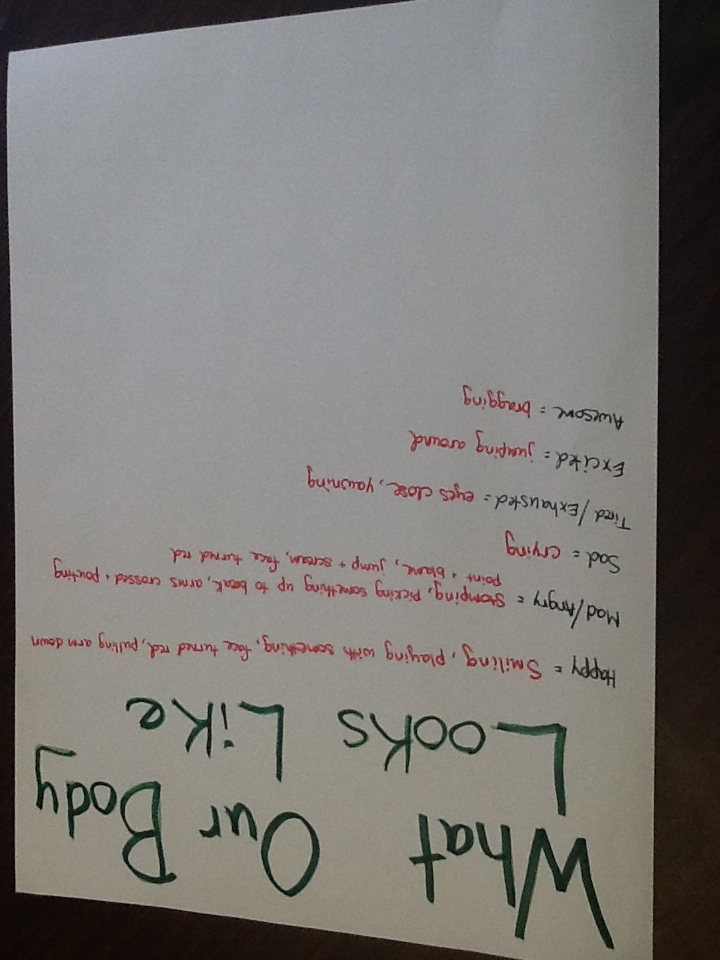 What Our Body
Looks Like
Happy = Smiling, playing with something, face turned red, pulling arm down
Mad/Angry = Stomping, picking something up to break, arms crossed + pouting
point + blame, jump + scream, face turned red
Sad = crying
Tired/Exhausted = eyes close, yawning
Excited = jumping around
Awesome = bragging